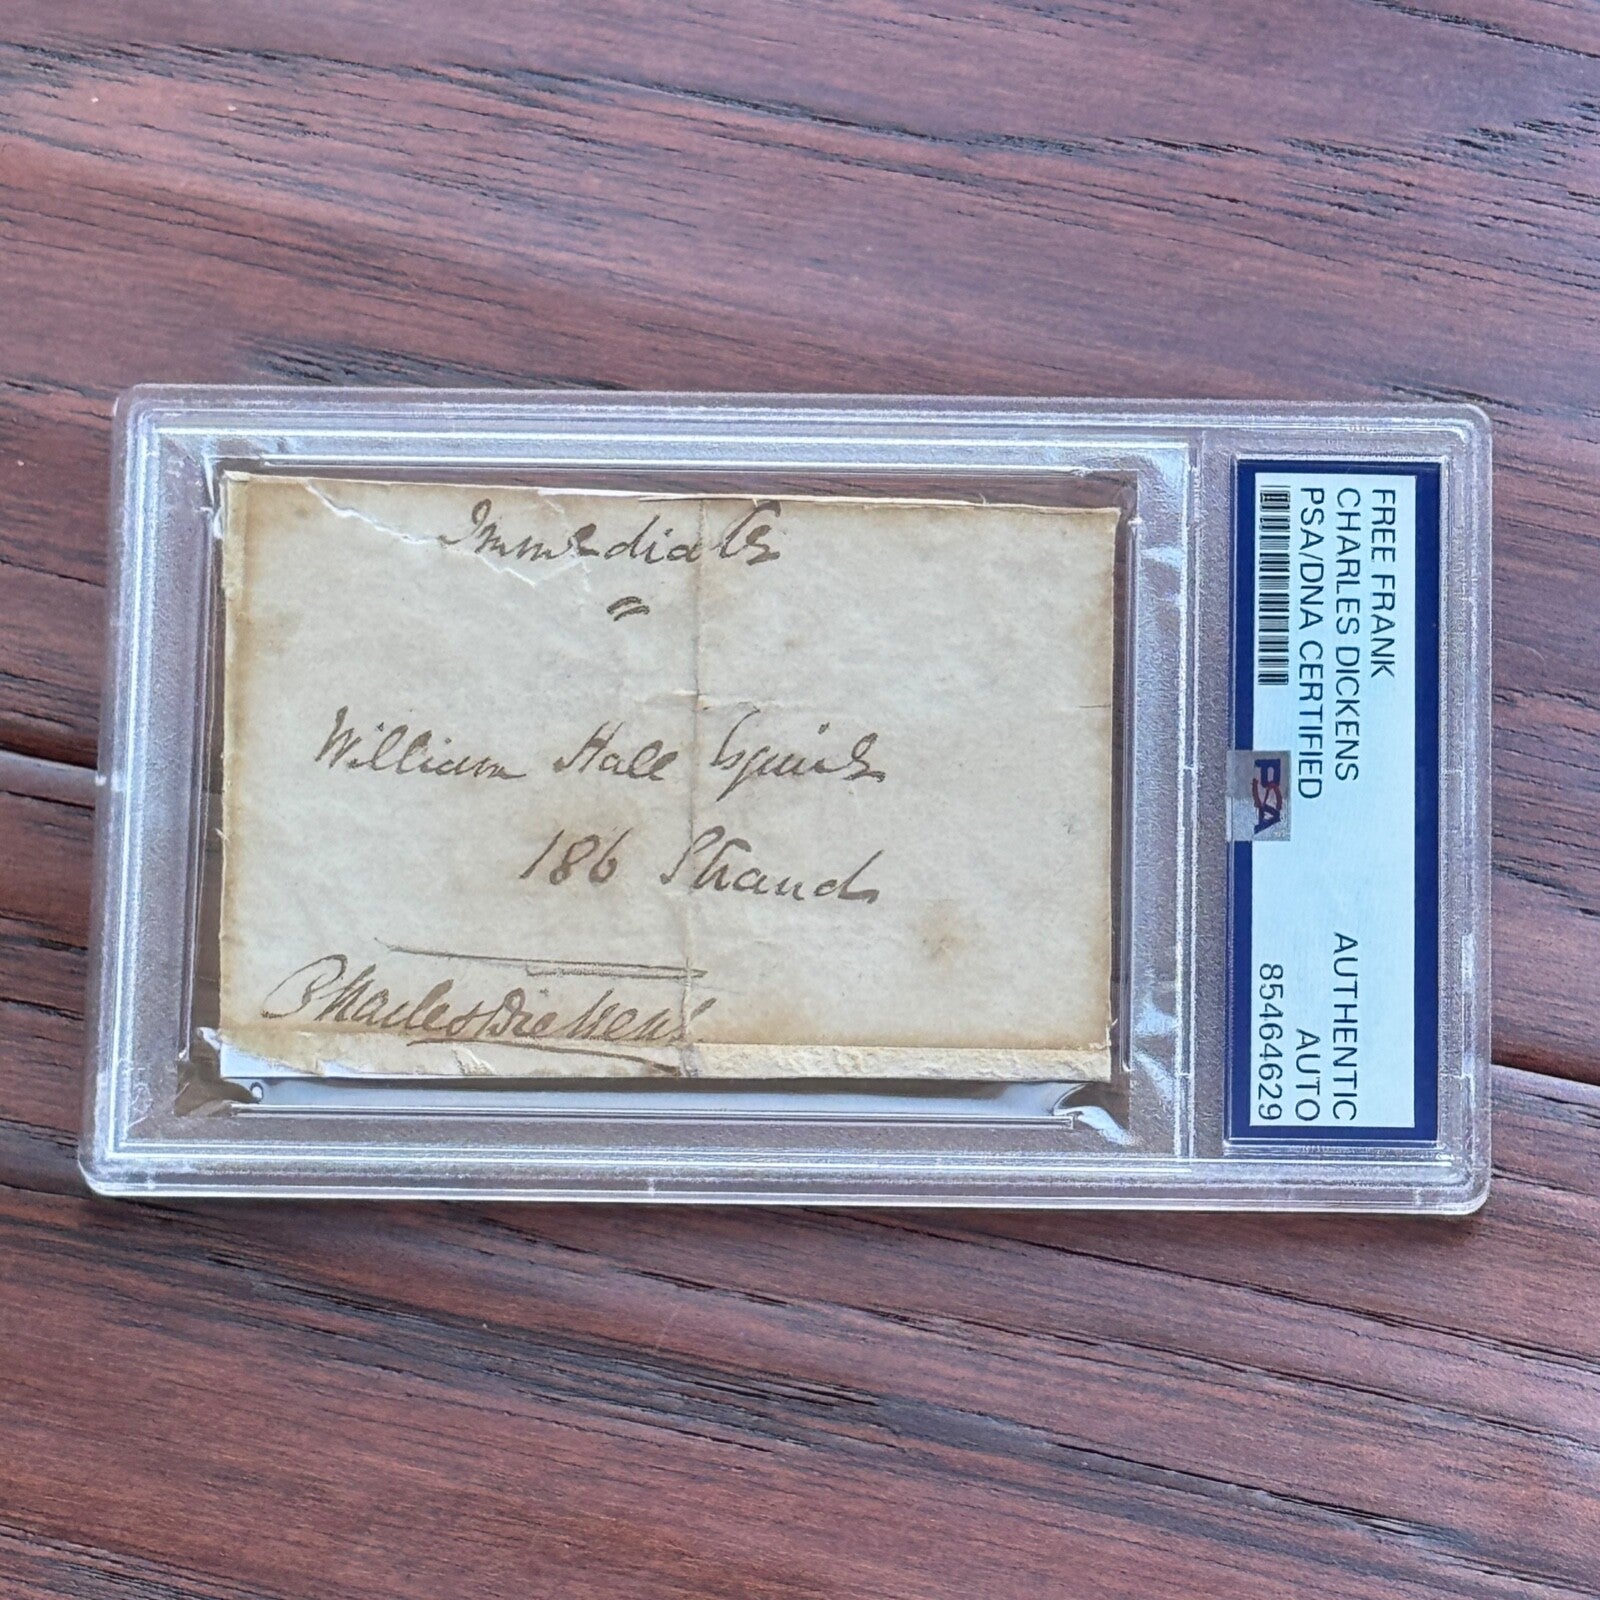 Immediate
William Hall Esquire
186 Strand
Charles Dickens
FREE FRANK
CHARLES DICKENS
PSA/DNA CERTIFIED
AUTHENTIC
AUTO
85464629
PSA